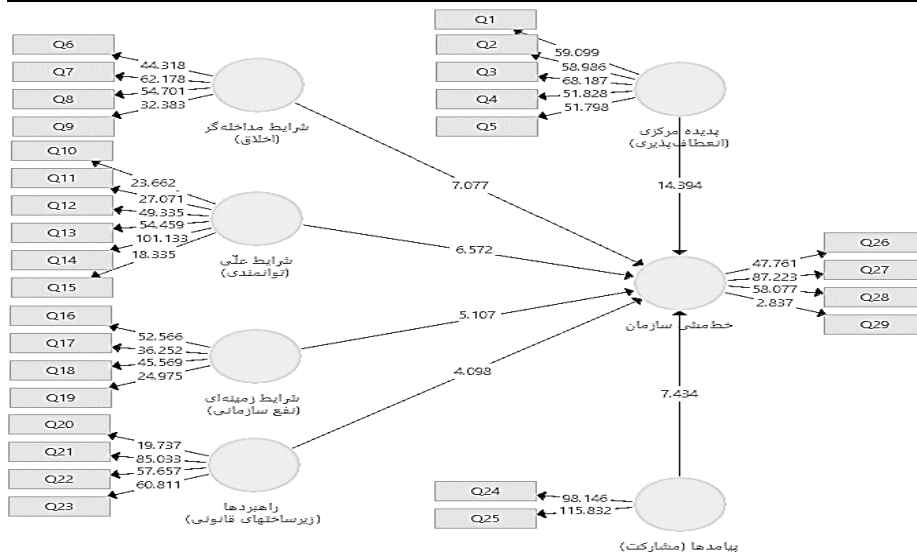 Q6
Q7
Q8
Q9
44.318
62.178
54.701
32.383
شرایط مداخله‌گر
(اخلاق)
7.077
Q10
Q11
Q12
Q13
Q14
Q15
23.662
27.071
49.335
54.459
101.133
18.335
شرایط علّی
(توانمندی)
6.572
Q16
Q17
Q18
Q19
52.566
36.252
45.569
24.975
شرایط زمینه‌ای
(نفع سازمانی)
5.107
Q20
Q21
Q22
Q23
19.737
85.033
57.657
60.811
راهبردها
(زیرساختهای قانونی)
4.098
Q1
Q2
Q3
Q4
Q5
59.099
58.986
68.187
51.828
51.798
پدیده مرکزی
(انعطاف‌پذیری)
14.394
خط‌مشی سازمان
47.761
87.223
58.077
2.837
Q26
Q27
Q28
Q29
7.434
Q24
Q25
98.146
115.832
پیامدها (مشارکت)